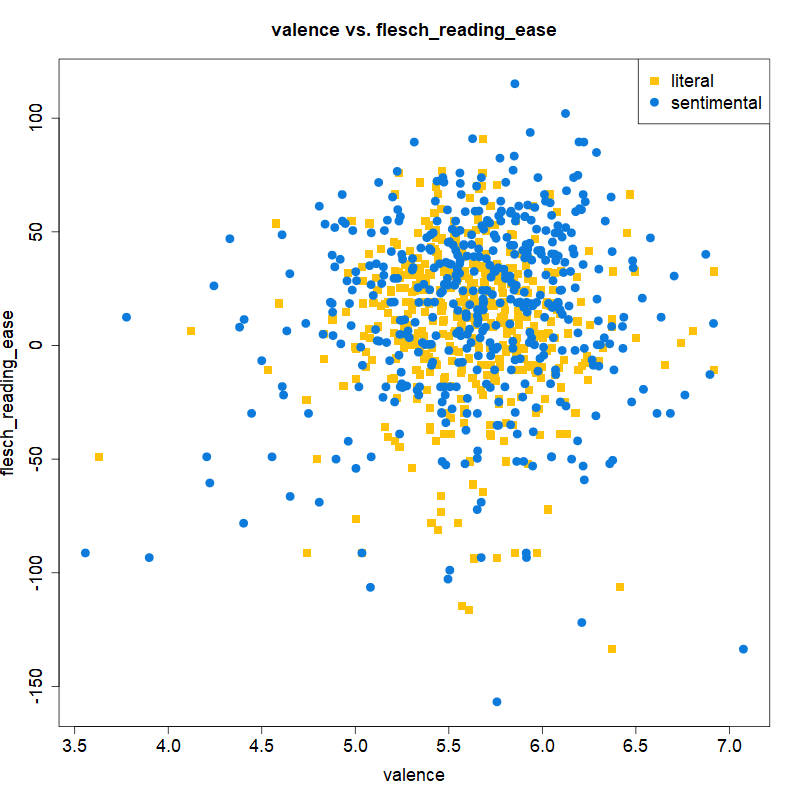 valence vs. flesch_reading_ease
literal
sentimental
100
50
0
-50
-100
-150
flesch_reading_ease
3.5 4.0 4.5 5.0 5.5 6.0 6.5 7.0
valence